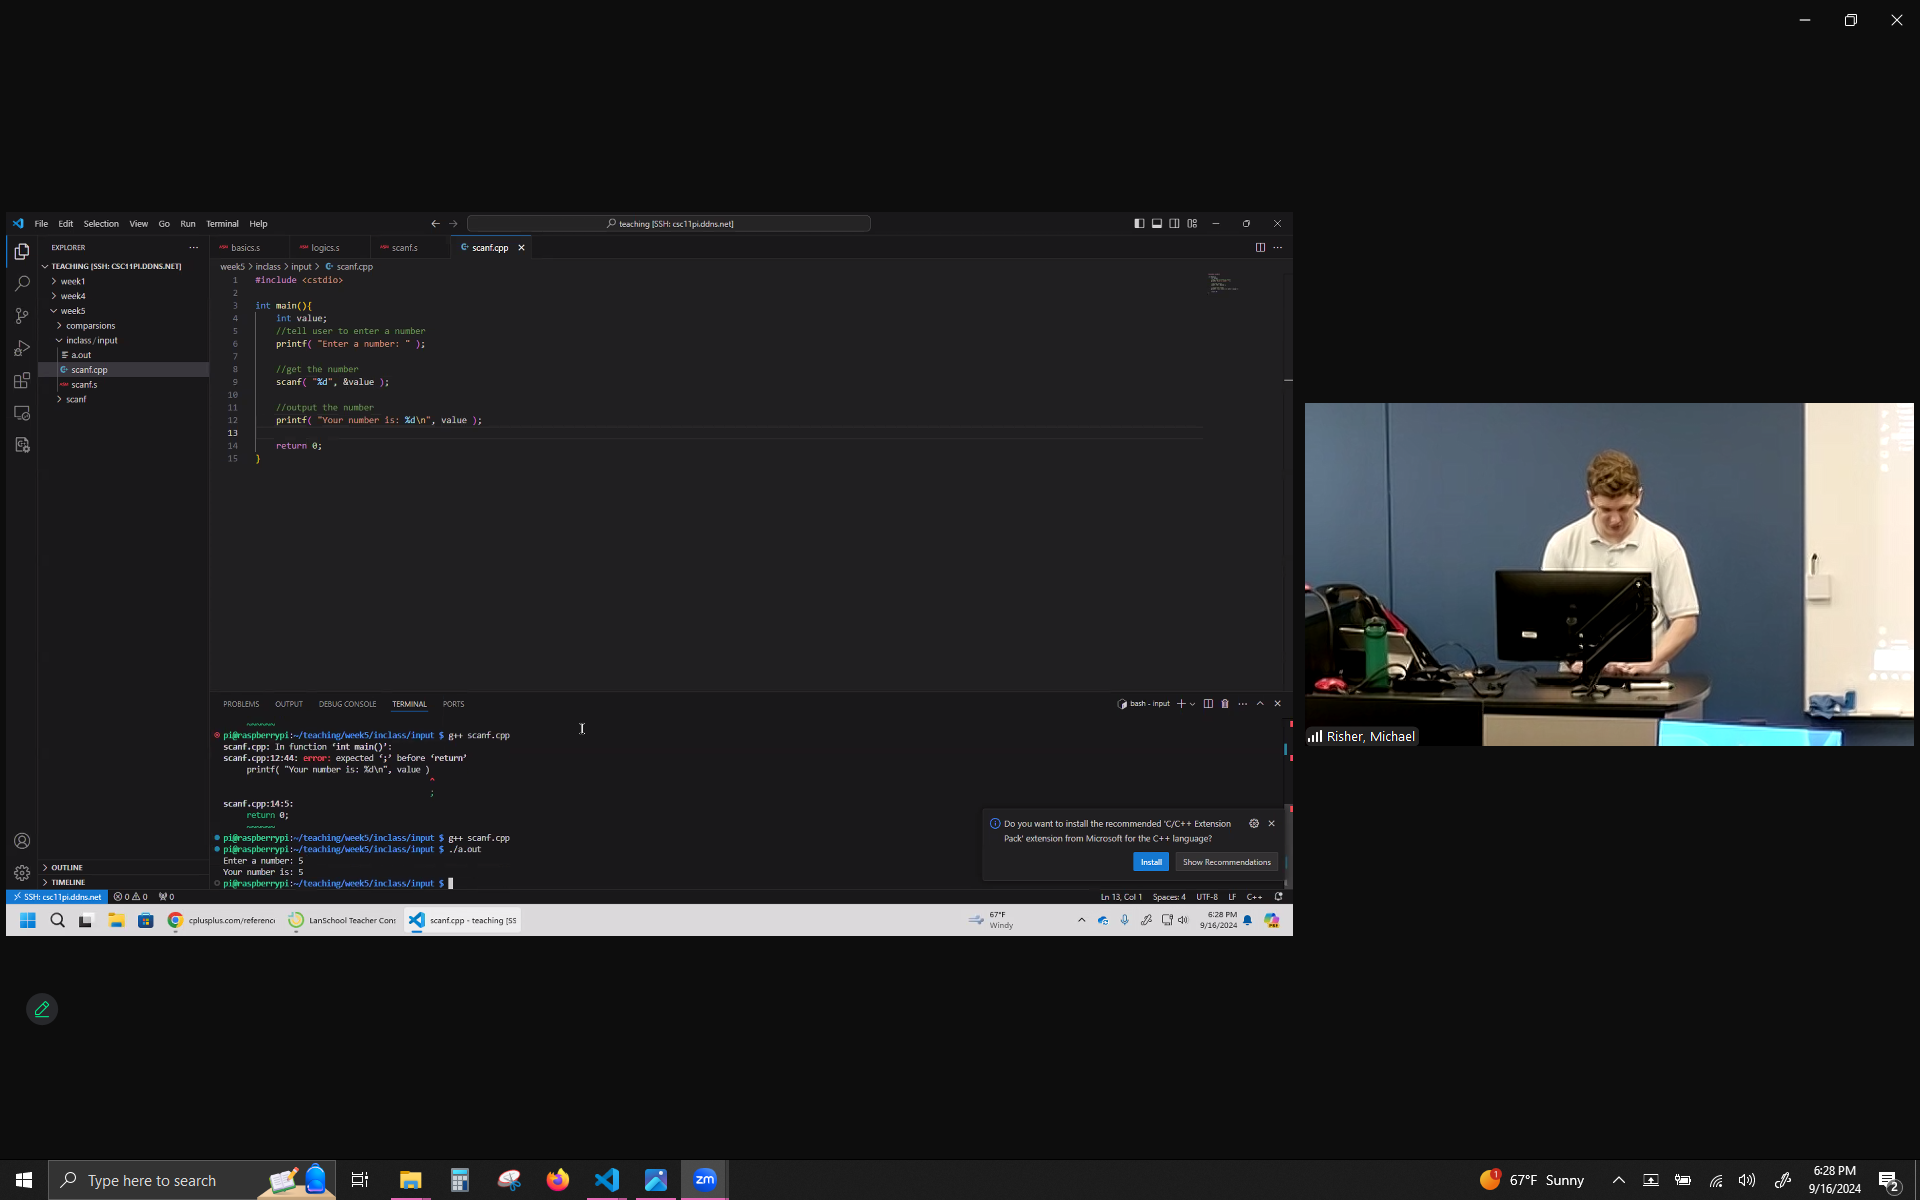 File Edit Selection View Go Run Terminal Help
teaching [SSH: csc11pi.ddns.net]
EXPLORER
TEACHING [SSH: CSC11PI.DDNS.NET]
week1
week4
week5
comparsions
inclass / input
a.out
scanf.cpp
scanf.s
scanf
OUTLINE
TIMELINE
basics.s
logics.s
scanf.s
scanf.cpp
week5 > inclass > input > scanf.cpp
1 #include <cstdio>
2
3 int main(){
4 int value;
5 //tell user to enter a number
6 printf( "Enter a number: " );
7
8 //get the number
9 scanf( "%d", &value );
10
11 //output the number
12 printf( "Your number is: %d\n", value );
13
14 return 0;
15 }
PROBLEMS OUTPUT DEBUG CONSOLE TERMINAL PORTS
bash - input
~~~~~~
pi@raspberrypi:~/teaching/week5/inclass/input $ g++ scanf.cpp
scanf.cpp: In function ‘int main()’:
scanf.cpp:12:44: error: expected ‘;’ before ‘return’
printf( "Your number is: %d\n", value )
^
;
scanf.cpp:14:5:
return 0;
~~~~~~
pi@raspberrypi:~/teaching/week5/inclass/input $ g++ scanf.cpp
pi@raspberrypi:~/teaching/week5/inclass/input $ ./a.out
Enter a number: 5
Your number is: 5
pi@raspberrypi:~/teaching/week5/inclass/input $
Do you want to install the recommended 'C/C++ Extension
Pack' extension from Microsoft for the C++ language?
Install
Show Recommendations
SSH: csc11pi.ddns.net
0 0
0
Ln 13, Col 1 Spaces: 4 UTF-8 LF C++
cplusplus.com/referenc
LanSchool Teacher Con
scanf.cpp - teaching [SS
67°F
Windy
6:28 PM
9/16/2024
Risher, Michael
Type here to search
zm
1
67°F Sunny
6:28 PM
9/16/2024
2